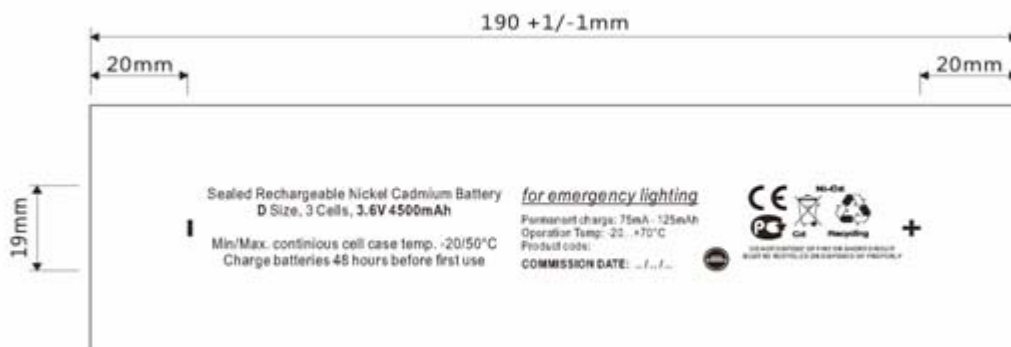 190 +1/-1mm
20mm
20mm
19mm
Sealed Rechargeable Nickel Cadmium Battery
D Size, 3 Cells, 3.6V 4500mAh
Min/Max. continious cell case temp. -20/50°C
Charge batteries 48 hours before first use
for emergency lighting
Permanent charge: 75mA - 125mAh
Operation Temp: -20...+70°C
Product code:
COMMISSION DATE: ../../..
CE
Ni-Cd
Cd
Recycling
- +